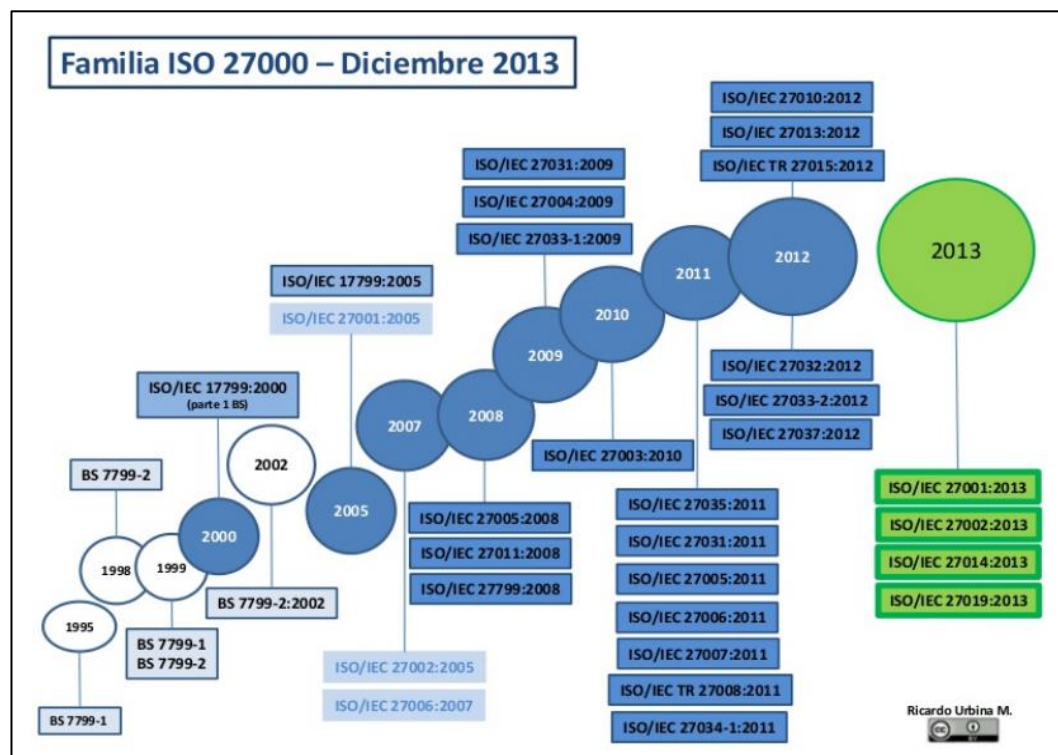 Familia ISO 27000 – Diciembre 2013
1995
BS 7799-1
BS 7799-2
1998
1999
BS 7799-1
BS 7799-2
ISO/IEC 17799:2000
(parte 1 BS)
2000
2002
BS 7799-2:2002
ISO/IEC 17799:2005
ISO/IEC 27001:2005
2005
2007
ISO/IEC 27002:2005
ISO/IEC 27006:2007
2008
ISO/IEC 27005:2008
ISO/IEC 27011:2008
ISO/IEC 27799:2008
ISO/IEC 27031:2009
ISO/IEC 27004:2009
ISO/IEC 27033-1:2009
2009
2010
ISO/IEC 27003:2010
2011
ISO/IEC 27035:2011
ISO/IEC 27031:2011
ISO/IEC 27005:2011
ISO/IEC 27006:2011
ISO/IEC 27007:2011
ISO/IEC TR 27008:2011
ISO/IEC 27034-1:2011
ISO/IEC 27010:2012
ISO/IEC 27013:2012
ISO/IEC TR 27015:2012
2012
ISO/IEC 27032:2012
ISO/IEC 27033-2:2012
ISO/IEC 27037:2012
2013
ISO/IEC 27001:2013
ISO/IEC 27002:2013
ISO/IEC 27014:2013
ISO/IEC 27019:2013
Ricardo Urbina M.
cc
BY